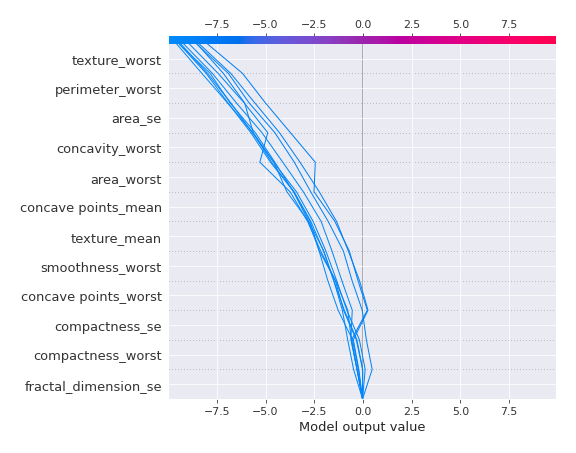 −7.5 −5.0 −2.5 0.0 2.5 5.0 7.5
texture_worst
perimeter_worst
area_se
concavity_worst
area_worst
concave points_mean
texture_mean
smoothness_worst
concave points_worst
compactness_se
compactness_worst
fractal_dimension_se
−7.5 −5.0 −2.5 0.0 2.5 5.0 7.5
Model output value